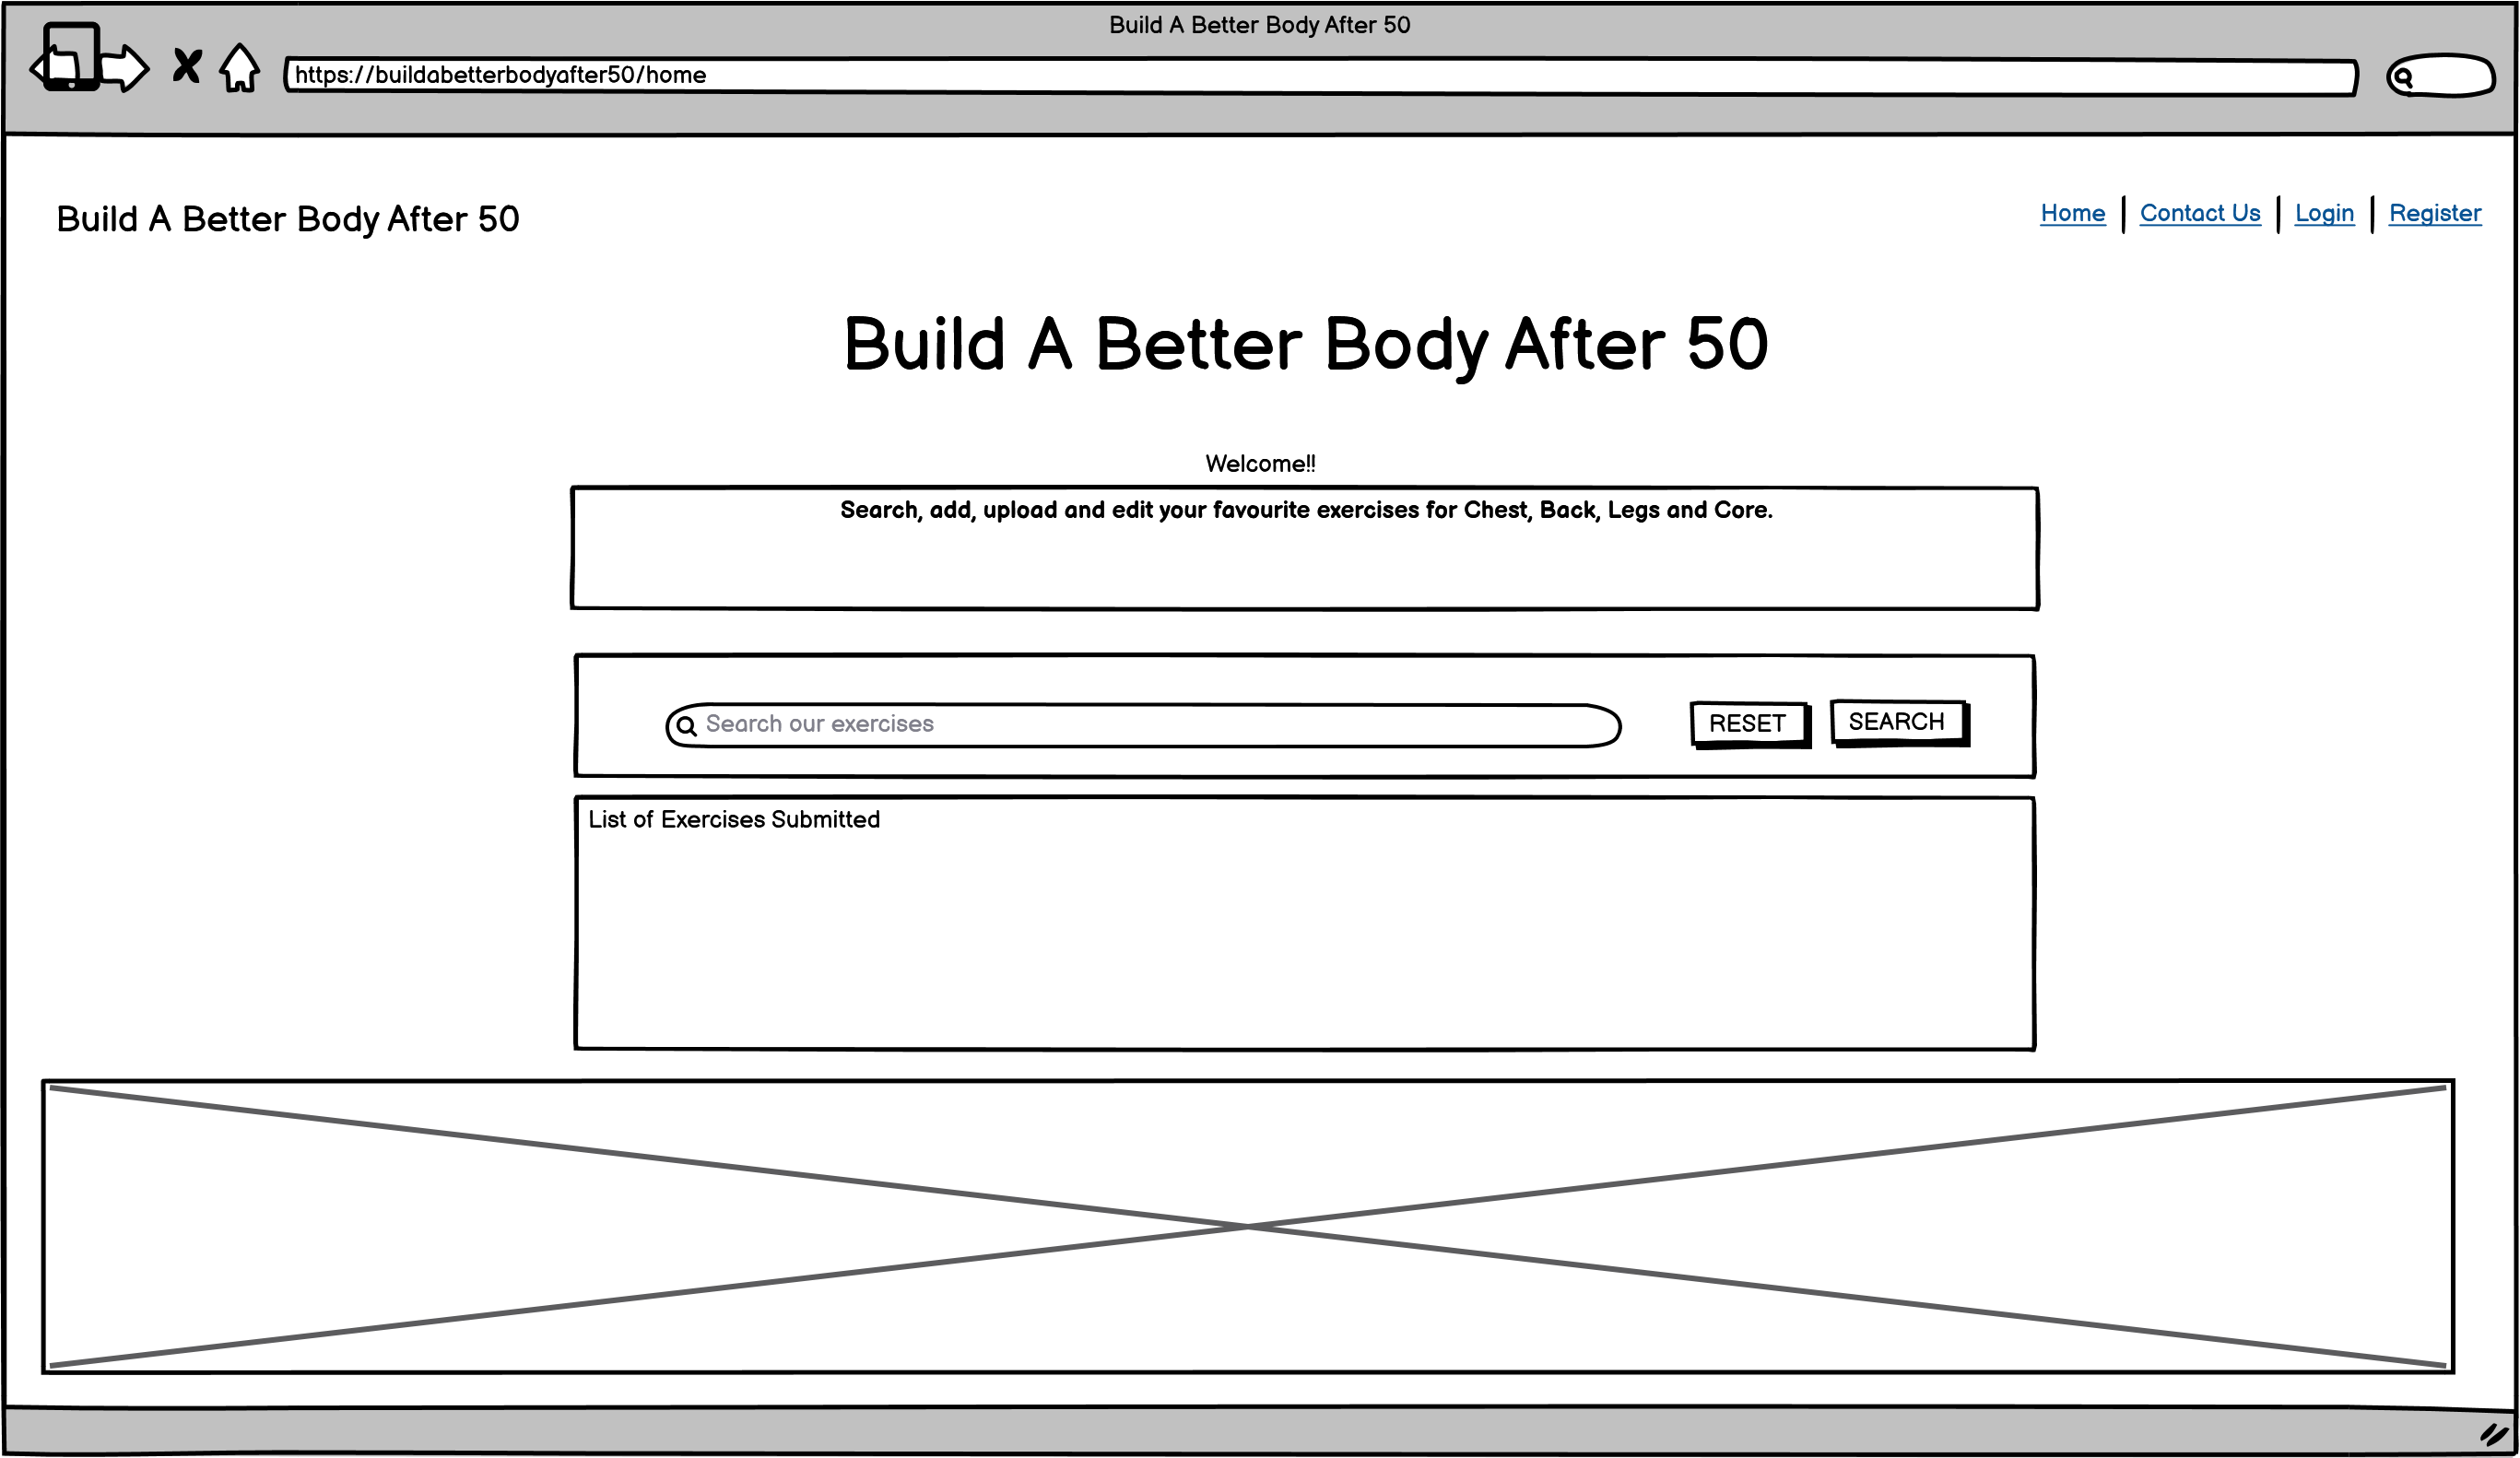 Build A Better Body After 50
https://buildabetterbodyafter50/home
Build A Better Body After 50
Home | Contact Us | Login | Register
Build A Better Body After 50
Welcome!!
Search, add, upload and edit your favourite exercises for Chest, Back, Legs and Core.
Search our exercises
RESET
SEARCH
List of Exercises Submitted